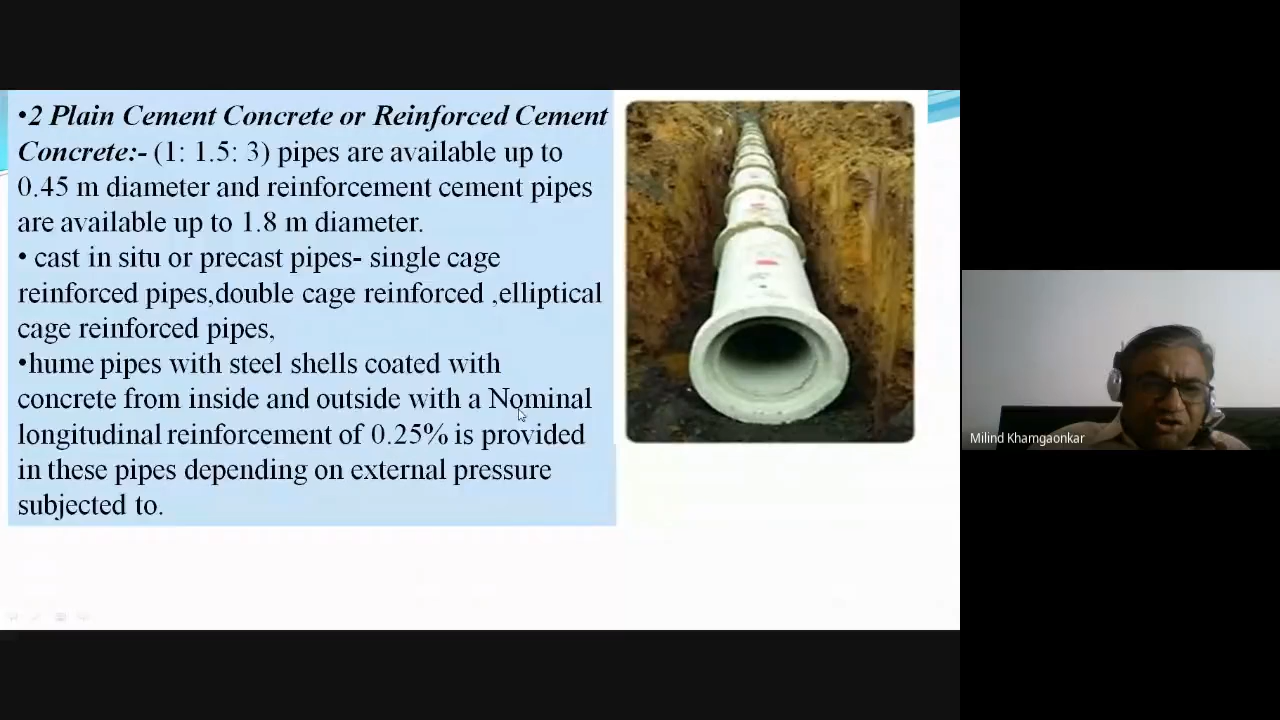 •2 Plain Cement Concrete or Reinforced Cement
Concrete:- (1: 1.5: 3) pipes are available up to
0.45 m diameter and reinforcement cement pipes
are available up to 1.8 m diameter.
• cast in situ or precast pipes- single cage
reinforced pipes,double cage reinforced ,elliptical
cage reinforced pipes,
•hume pipes with steel shells coated with
concrete from inside and outside with a Nominal
longitudinal reinforcement of 0.25% is provided
in these pipes depending on external pressure
subjected to.
Milind Khamgaonkar